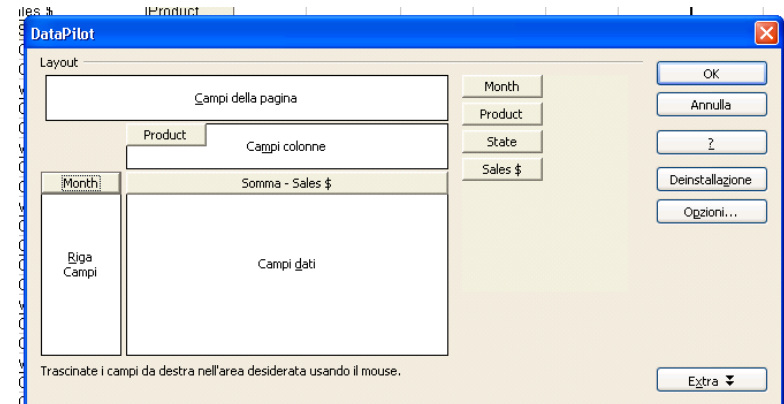 Product
DataPilot
Layout
Campi della pagina
Month
Product
State
Sales $
OK
Annulla
?
Deinstallazione
Opzioni...
Product
Campi colonne
Month
Somma - Sales $
Riga
Campi
Campi dati
Trascinate i campi da destra nell'area desiderata usando il mouse.
Extra